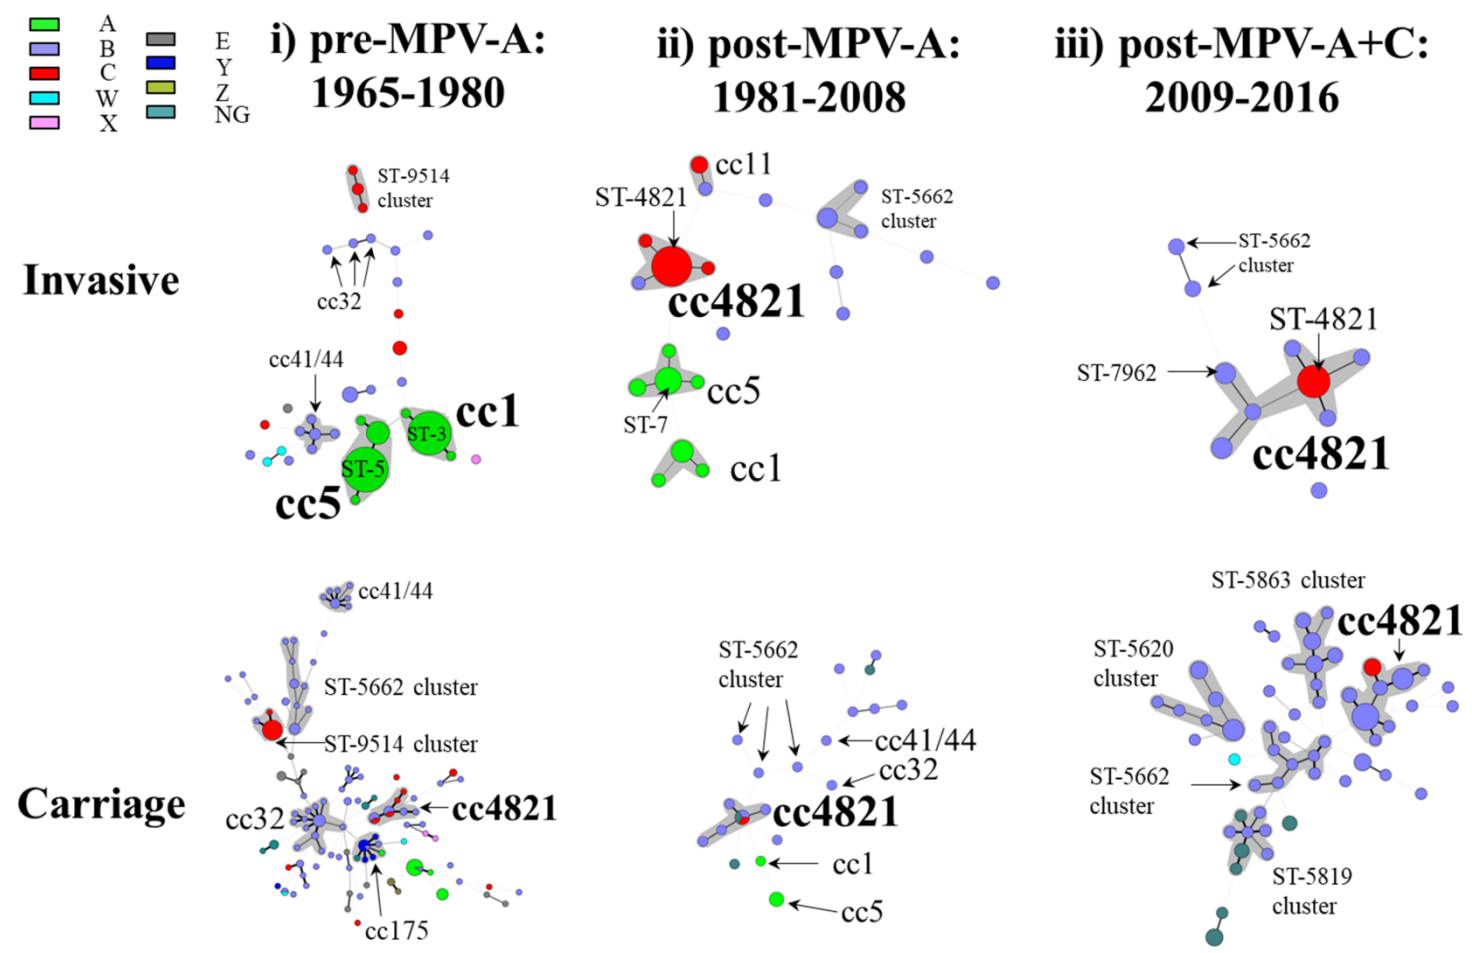 A
B
C
W
X
E
Y
Z
NG
i) pre-MPV-A:
1965-1980
ii) post-MPV-A:
1981-2008
iii) post-MPV-A+C:
2009-2016
Invasive
ST-9514
cluster
cc32
cc41/44
cc1
ST-3
ST-5
cc5
cc11
ST-4821
ST-5662
cluster
cc4821
cc5
ST-7
cc1
ST-5662
cluster
ST-4821
ST-7962
cc4821
Carriage
cc41/44
ST-5662 cluster
ST-9514 cluster
cc32
cc4821
cc175
ST-5662
cluster
cc41/44
cc32
cc4821
cc1
cc5
ST-5863 cluster
cc4821
ST-5620
cluster
ST-5662
cluster
ST-5819
cluster